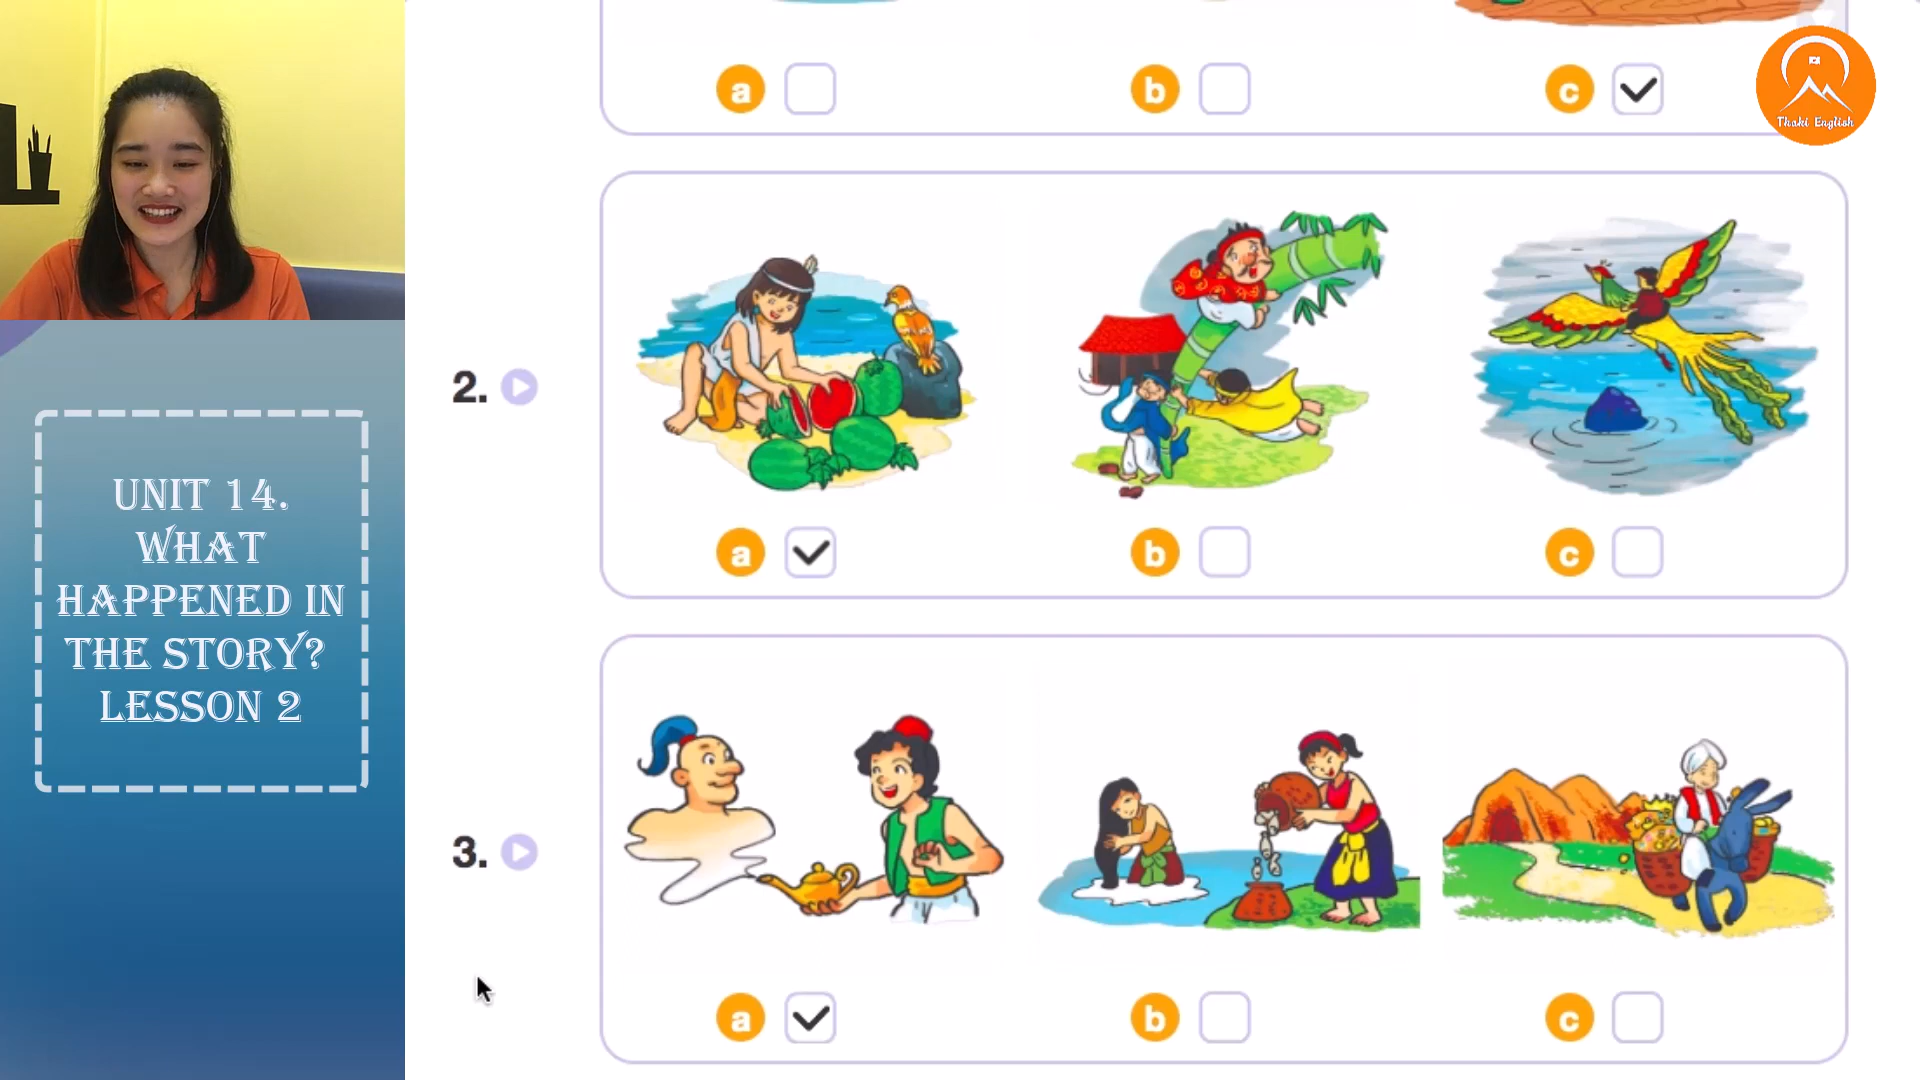 a
b
c
Thaki English
2.
a
b
c
UNIT 14.
WHAT
HAPPENED IN
THE STORY?
LESSON 2
3.
a
b
c